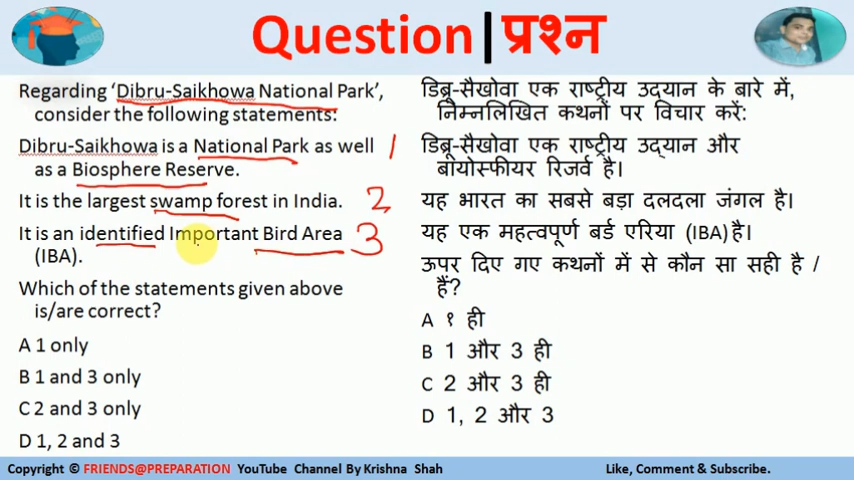 Question|प्रश्न
Regarding ‘Dibru-Saikhowa National Park’,
consider the following statements:
Dibru-Saikhowa is a National Park as well 1
as a Biosphere Reserve.
It is the largest swamp forest in India. 2
It is an identified Important Bird Area 3
(IBA).
Which of the statements given above
is/are correct?
A 1 only
B 1 and 3 only
C 2 and 3 only
D 1, 2 and 3
डिब्रू-सैखोवा एक राष्ट्रीय उद्यान के बारे में,
निम्नलिखित कथनों पर विचार करें:
डिब्रू-सैखोवा एक राष्ट्रीय उद्यान और
बायोस्फीयर रिजर्व है।
यह भारत का सबसे बड़ा दलदला जंगल है।
यह एक महत्वपूर्ण बर्ड एरिया (IBA) है।
ऊपर दिए गए कथनों में से कौन सा सही है /
हैं?
A १ ही
B 1 और 3 ही
C 2 और 3 ही
D 1, 2 और 3
Copyright © FRIENDS@PREPARATION YouTube Channel By Krishna Shah
Like, Comment & Subscribe.